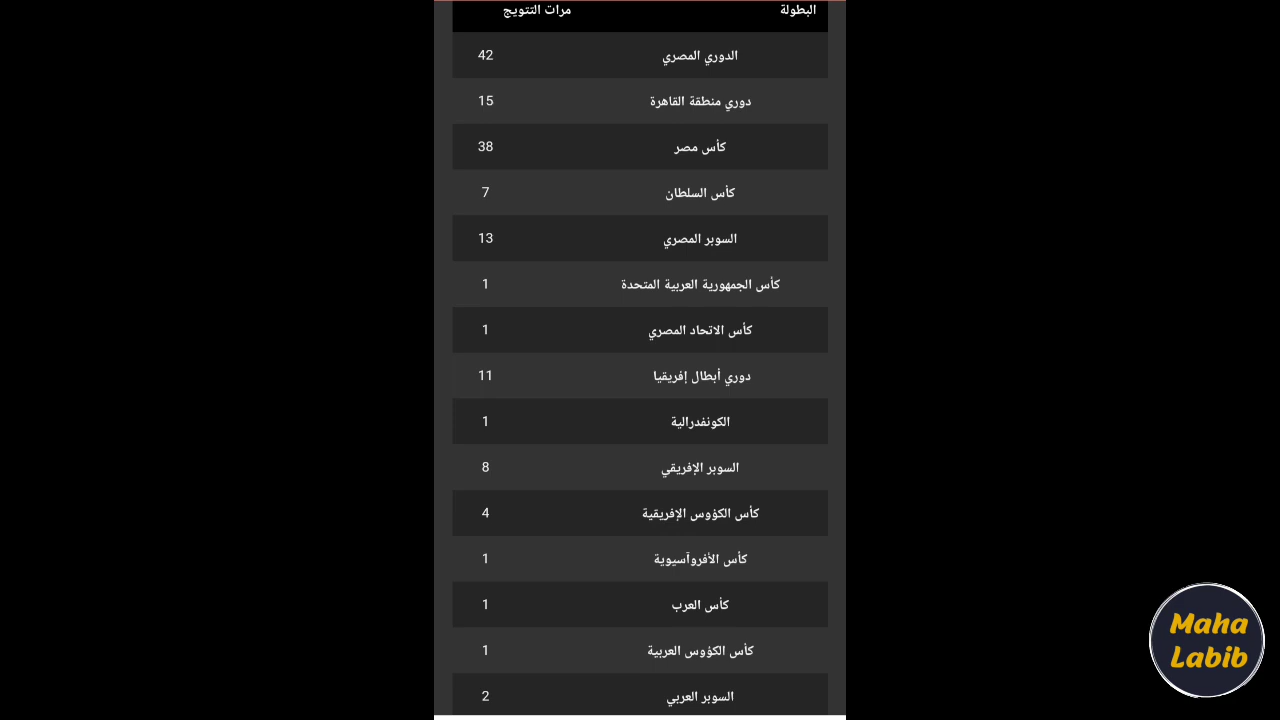 البطولة مرات التتويج
الدوري المصري 42
دوري منطقة القاهرة 15
كأس مصر 38
كأس السلطان 7
السوبر المصري 13
كأس الجمهورية العربية المتحدة 1
كأس الاتحاد المصري 1
دوري أبطال إفريقيا 11
الكونفدرالية 1
السوبر الإفريقي 8
كأس الكؤوس الإفريقية 4
كأس الأفروآسيوية 1
كأس العرب 1
كأس الكؤوس العربية 1
السوبر العربي 2
Maha
Labib